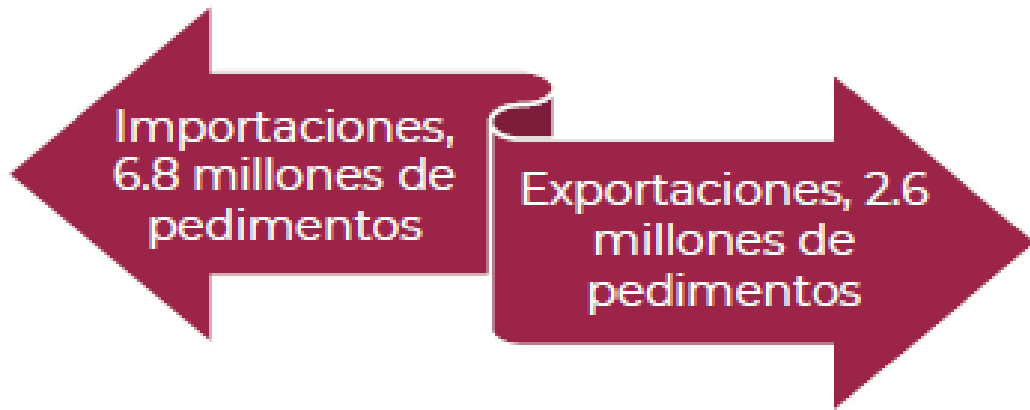 Importaciones,
6.8 millones de
pedimentos
Exportaciones, 2.6
millones de
pedimentos